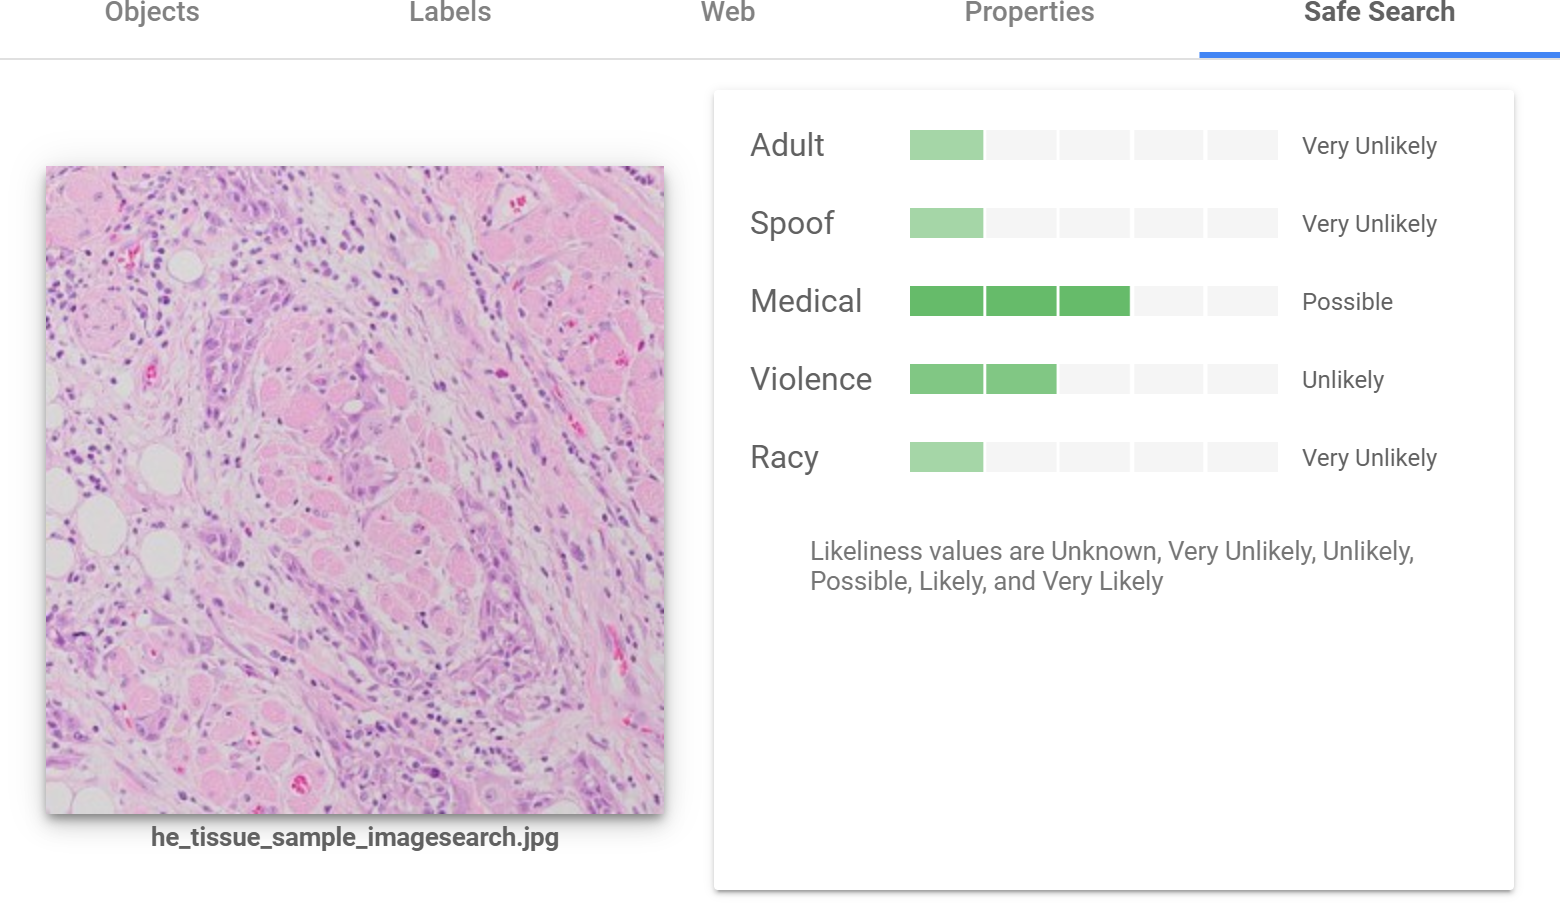 Objects Labels Web Properties Safe Search
Adult Very Unlikely
Spoof Very Unlikely
Medical Possible
Violence Unlikely
Racy Very Unlikely
Likeliness values are Unknown, Very Unlikely, Unlikely,
Possible, Likely, and Very Likely
he_tissue_sample_imagesearch.jpg